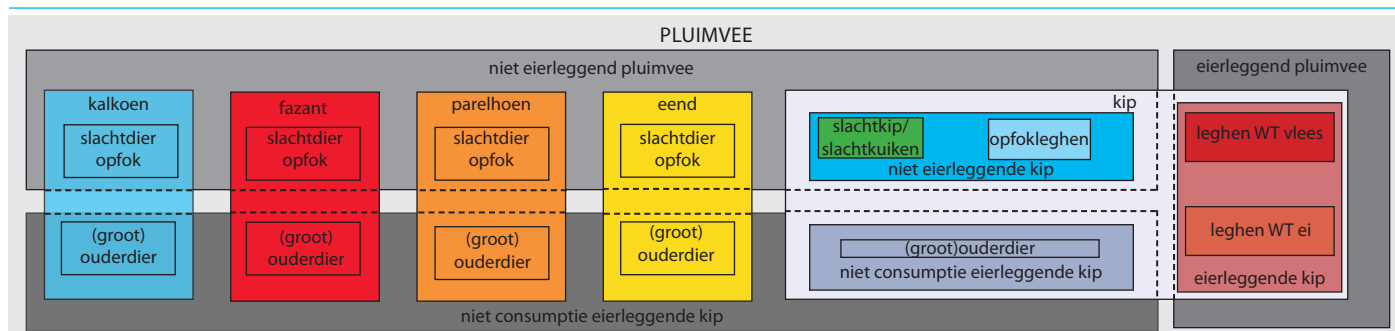 PLUIMVEE
niet eierleggend pluimvee
eierleggend pluimvee
kalkoen
slachtdier
opfok
(groot)
ouderdier
fazant
slachtdier
opfok
(groot)
ouderdier
parelhoen
slachtdier
opfok
(groot)
ouderdier
eend
slachtdier
opfok
(groot)
ouderdier
kip
slachtkip/
slachtkuiken
opfokleghen
niet eierleggende kip
(groot)ouderdier
niet consumptie eierleggende kip
leghen WT vlees
leghen WT ei
eierleggende kip
niet consumptie eierleggende kip